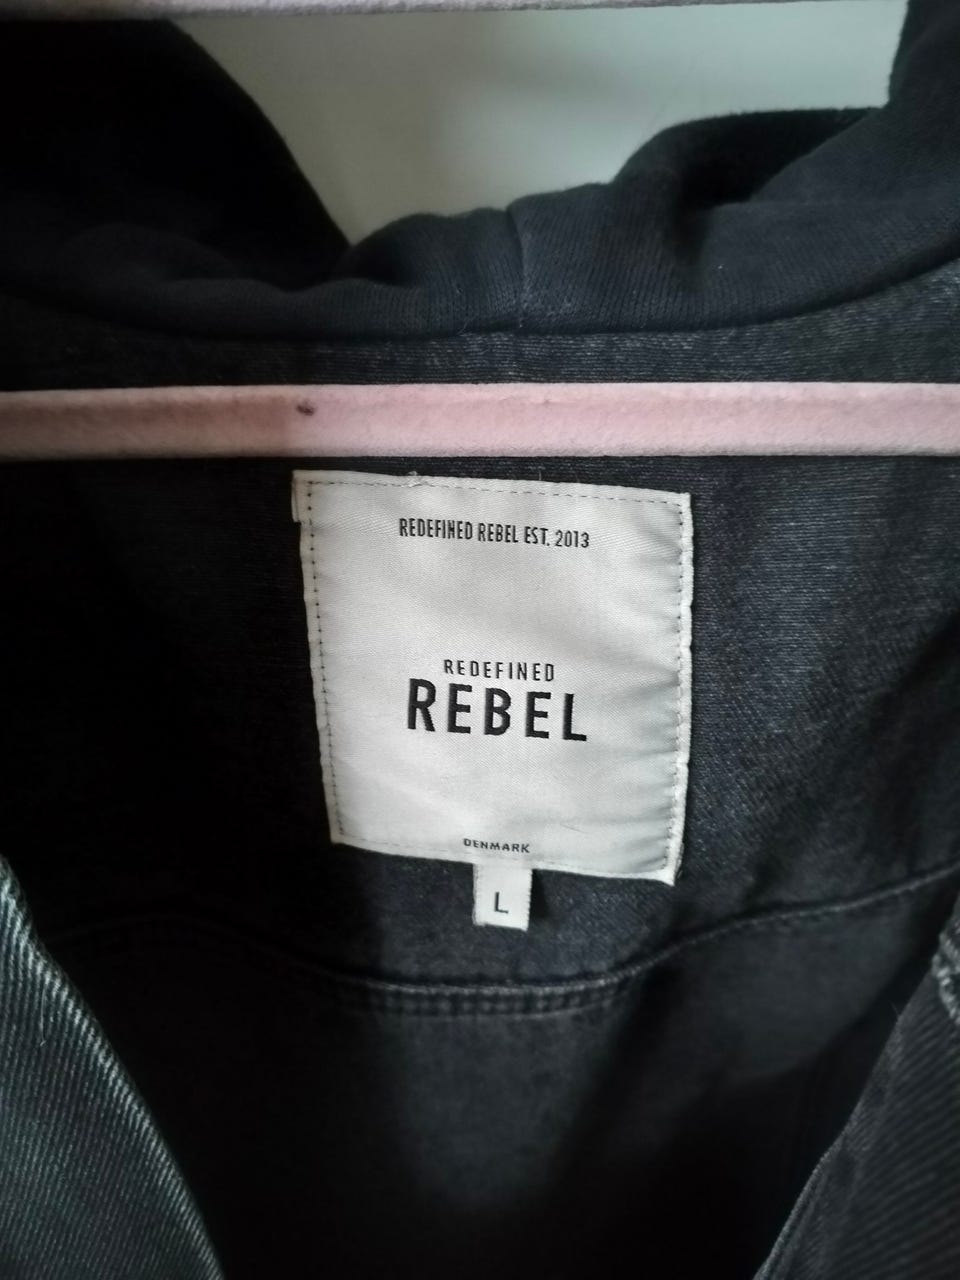 REDEFINED REBEL EST. 2013
REDEFINED
REBEL
DENMARK
L